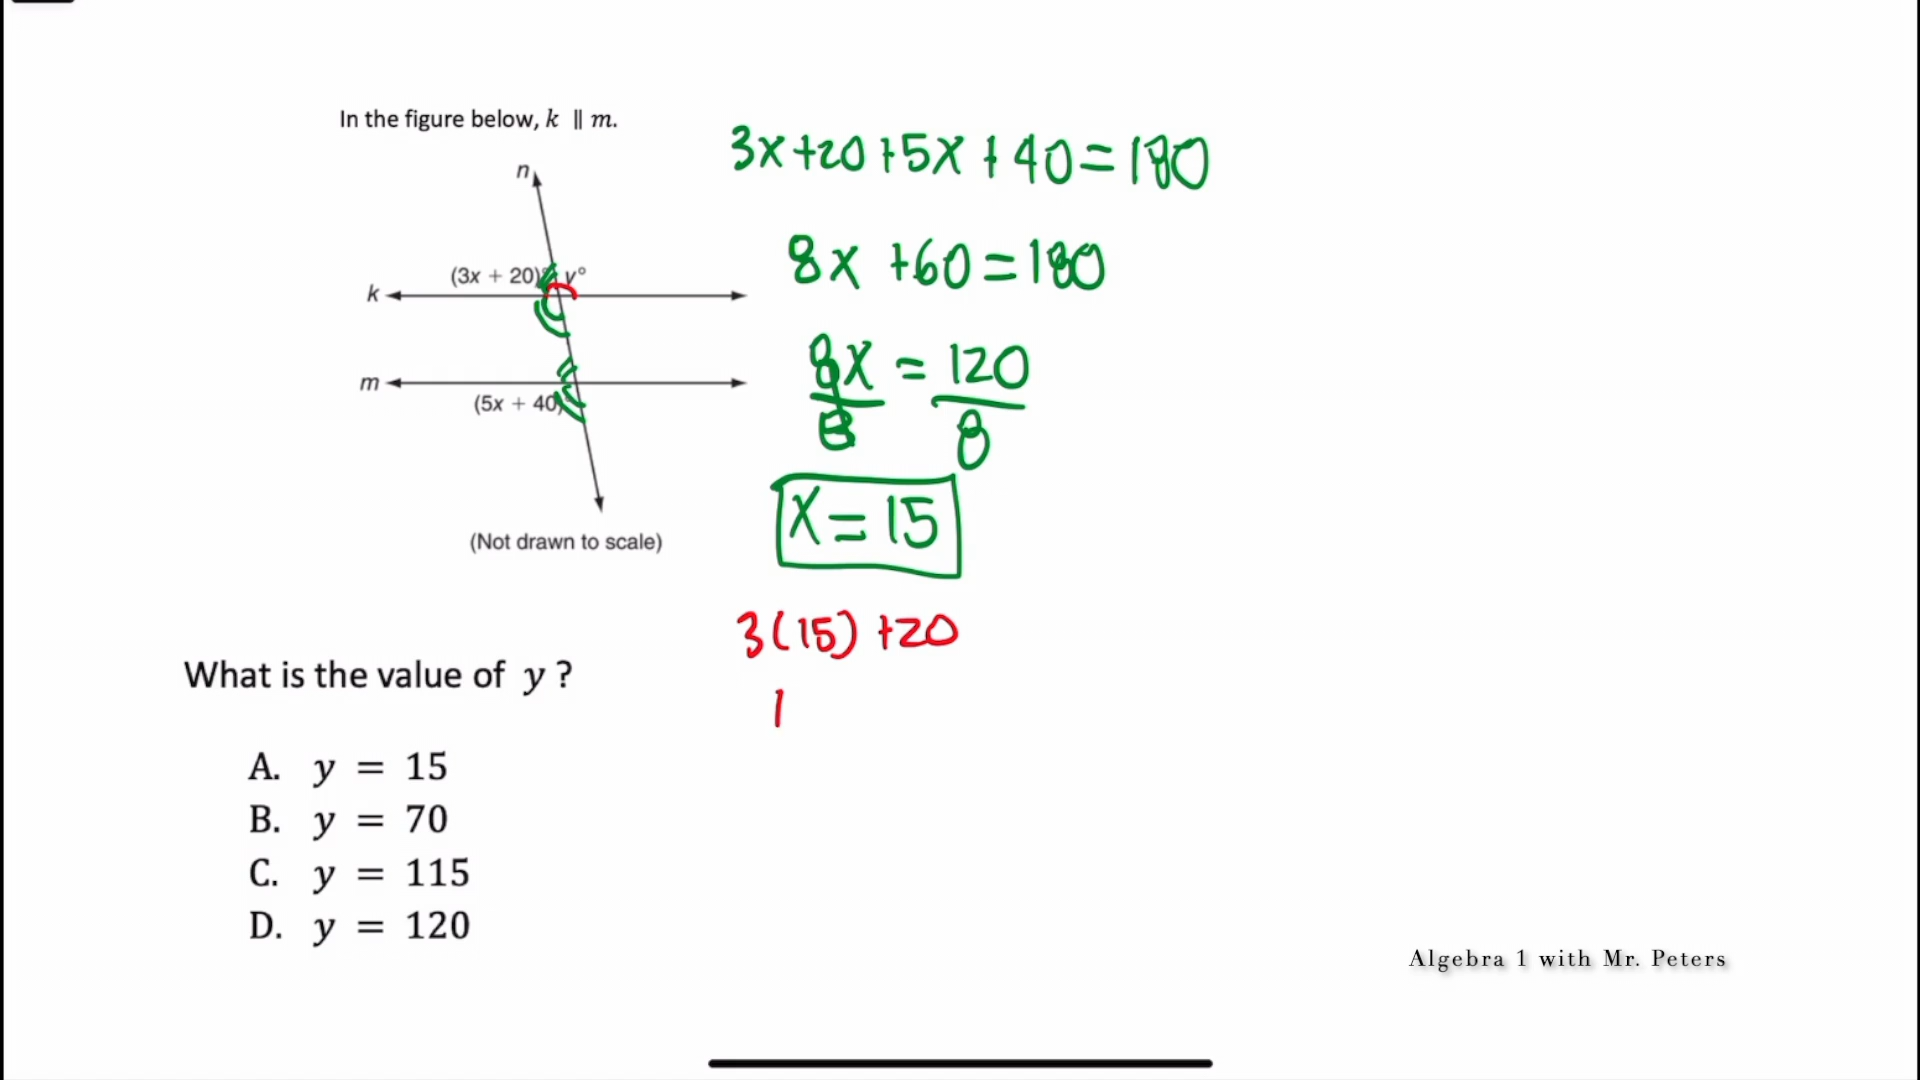 In the figure below, k ∥ m.
n
(3x + 20)° y°
k
m
(5x + 40)
(Not drawn to scale)
What is the value of y ?
A. y = 15
B. y = 70
C. y = 115
D. y = 120
3x+20+5x+40=180
8x+60=180
8x = 120
8 8
x=15
3(15)+20
1
Algebra 1 with Mr. Peters